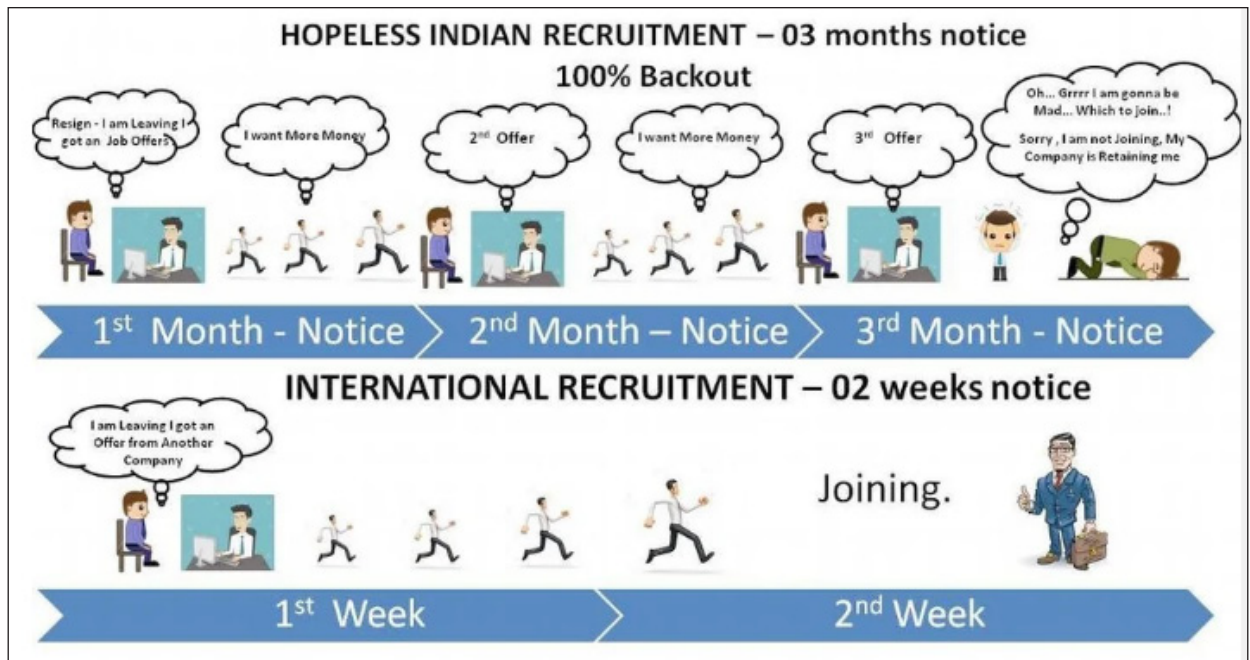 HOPELESS INDIAN RECRUITMENT – 03 months notice
100% Backout
Resign - I am Leaving I
got an Job Offers
I want More Money
2nd Offer
I want More Money
3rd Offer
Oh... Grrrr I am gonna be
Mad... Which to join..!
Sorry, I am not Joining, My
Company is Retaining me
1st Month - Notice
2nd Month – Notice
3rd Month - Notice
INTERNATIONAL RECRUITMENT – 02 weeks notice
I am Leaving I got an
Offer from Another
Company
Joining.
1st Week
2nd Week